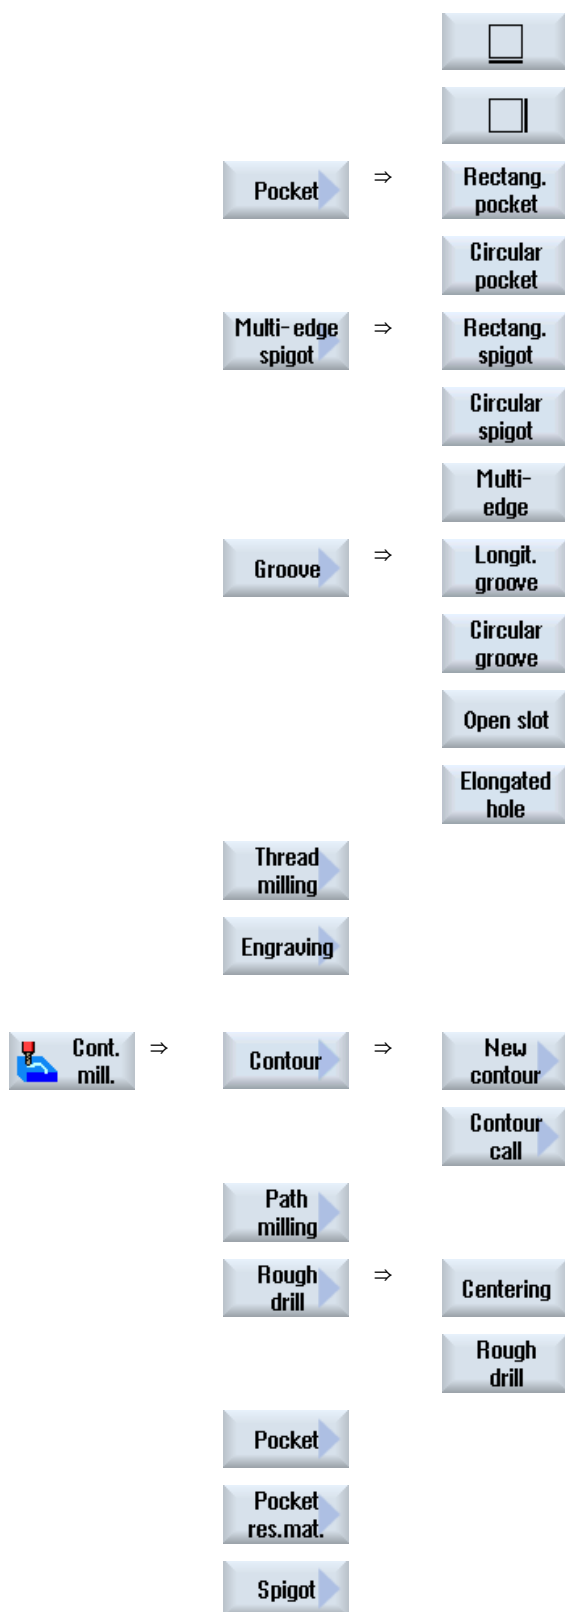 Pocket ⇒ Rectang.
pocket
Circular
pocket
Multi-edge
spigot ⇒ Rectang.
spigot
Circular
spigot
Multi-
edge
Groove ⇒ Longit.
groove
Circular
groove
Open slot
Elongated
hole
Thread
milling
Engraving
Cont.
mill. ⇒ Contour ⇒ New
contour
Contour
call
Path
milling
Rough
drill ⇒ Centering
Rough
drill
Pocket
Pocket
res.mat.
Spigot